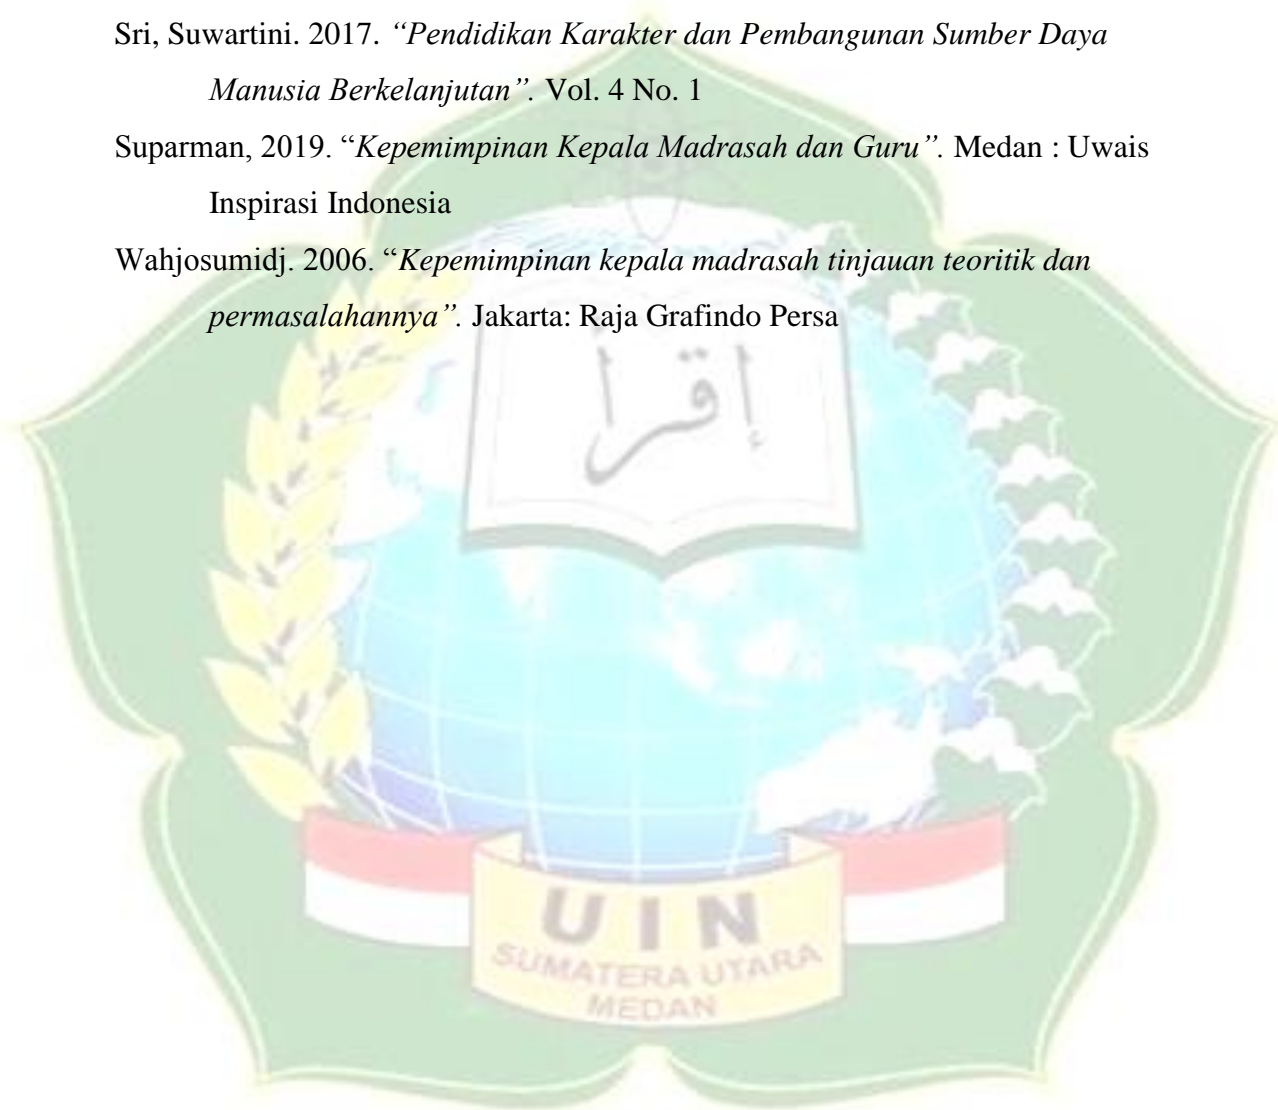 Sri, Suwartini. 2017. “Pendidikan Karakter dan Pembangunan Sumber Daya
Manusia Berkelanjutan”. Vol. 4 No. 1
Suparman, 2019. “Kepemimpinan Kepala Madrasah dan Guru”. Medan : Uwais
Inspirasi Indonesia
Wahjosumidj. 2006. “Kepemimpinan kepala madrasah tinjauan teoritik dan
permasalahannya”. Jakarta: Raja Grafindo Persa
إقرأ
UIN
SUMATERA UTARA
MEDAN